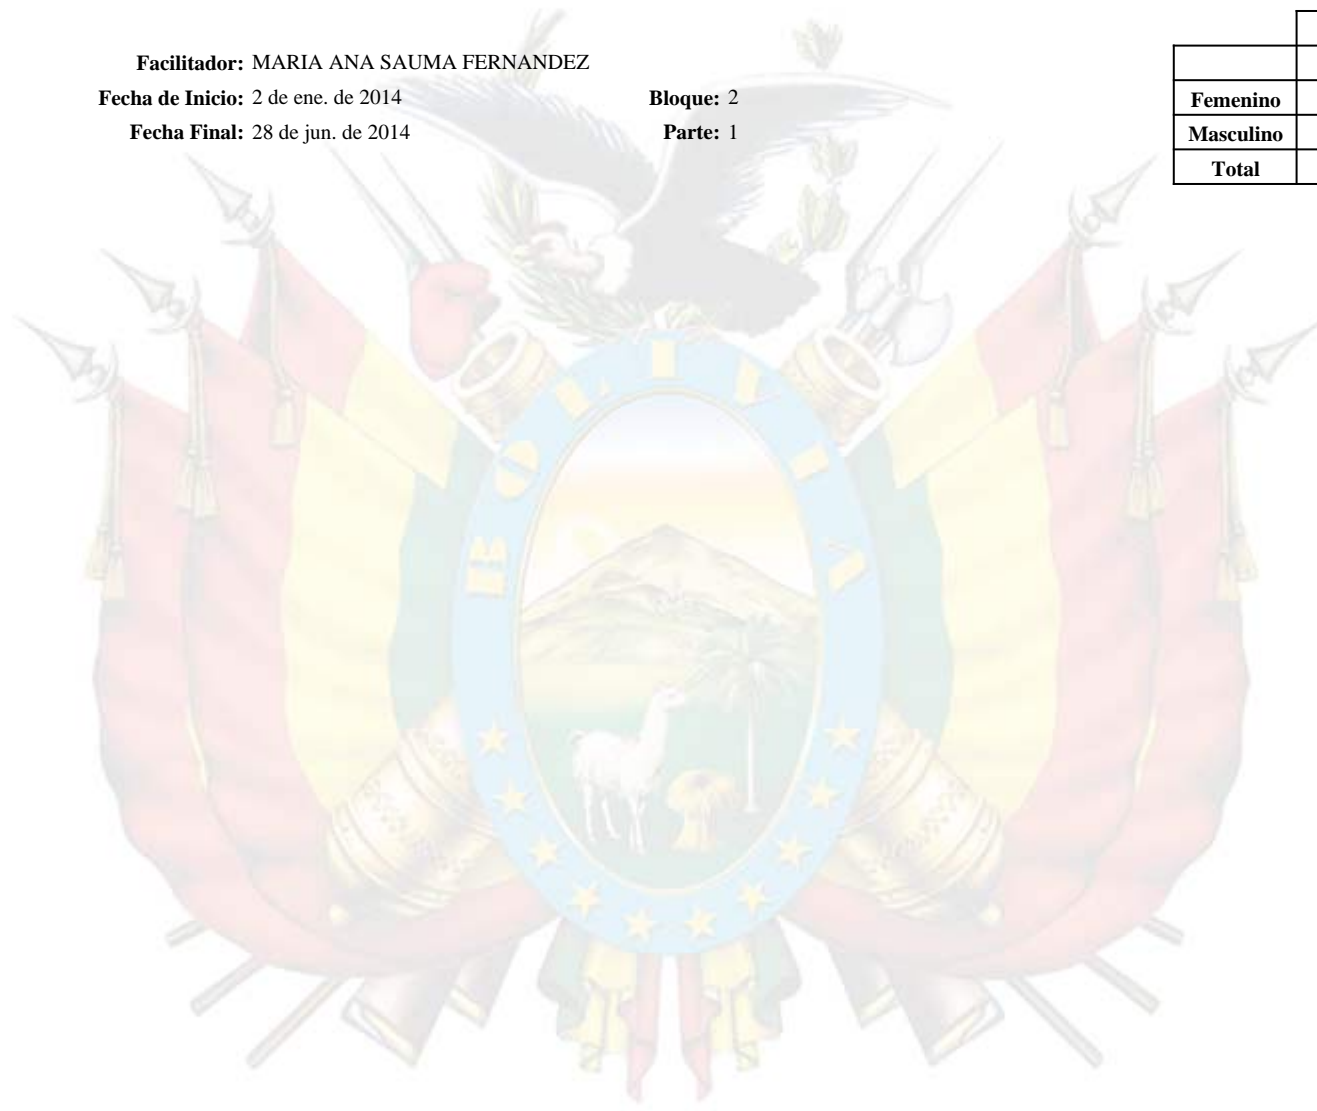 Facilitador: MARIA ANA SAUMA FERNANDEZ
Fecha de Inicio: 2 de ene. de 2014 Bloque: 2
Fecha Final: 28 de jun. de 2014 Parte: 1
Femenino
Masculino
Total
BOLIVIA